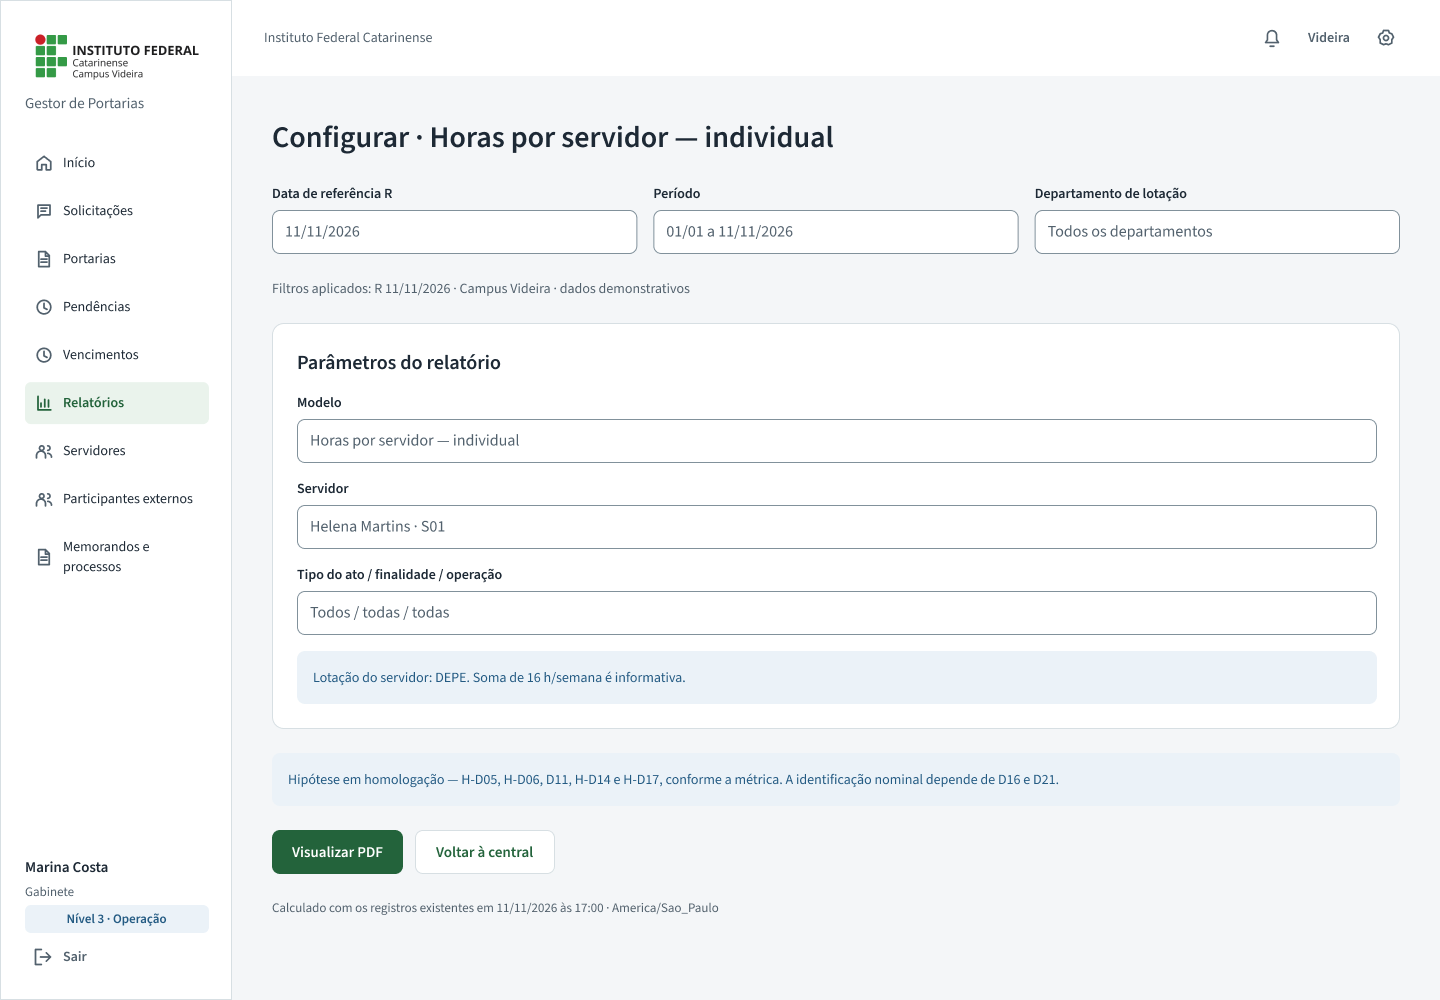 INSTITUTO FEDERAL
Catarinense
Campus Videira
Gestor de Portarias
Início
Solicitações
Portarias
Pendências
Vencimentos
Relatórios
Servidores
Participantes externos
Memorandos e
processos
Marina Costa
Gabinete
Nível 3 · Operação
Sair
Instituto Federal Catarinense
Videira
Configurar · Horas por servidor — individual
Data de referência R
11/11/2026
Período
01/01 a 11/11/2026
Departamento de lotação
Todos os departamentos
Filtros aplicados: R 11/11/2026 · Campus Videira · dados demonstrativos
Parâmetros do relatório
Modelo
Horas por servidor — individual
Servidor
Helena Martins · S01
Tipo do ato / finalidade / operação
Todos / todas / todas
Lotação do servidor: DEPE. Soma de 16 h/semana é informativa.
Hipótese em homologação — H-D05, H-D06, D11, H-D14 e H-D17, conforme a métrica. A identificação nominal depende de D16 e D21.
Visualizar PDF
Voltar à central
Calculado com os registros existentes em 11/11/2026 às 17:00 · America/Sao_Paulo